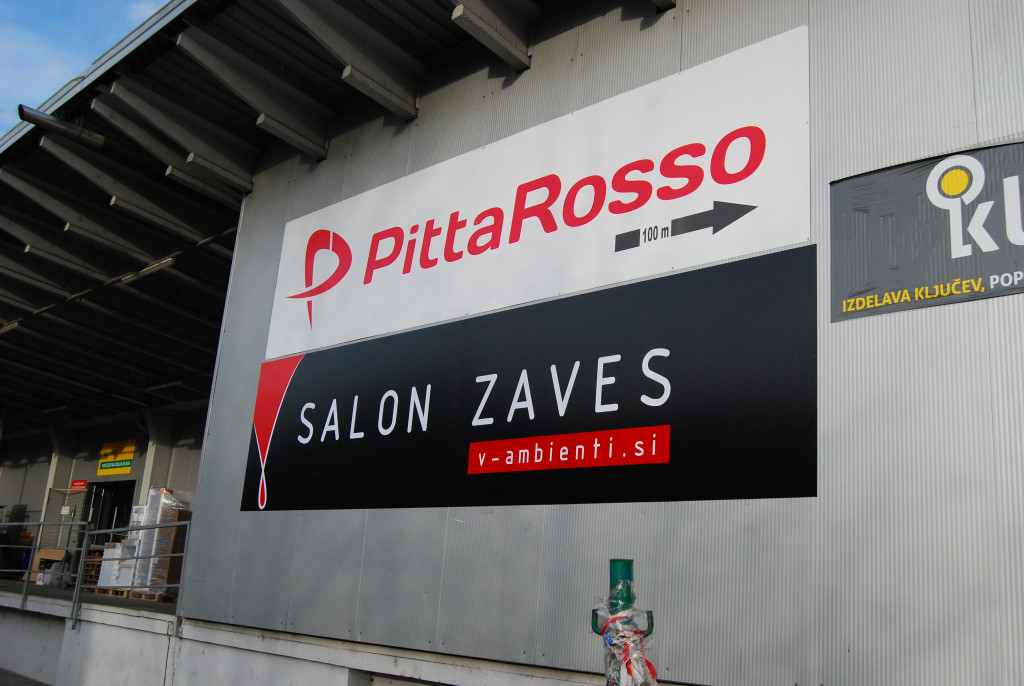 PittaRosso
100 m
SALON ZAVES
v-ambienti.si
IZDELAVA KLJUČEV, POP